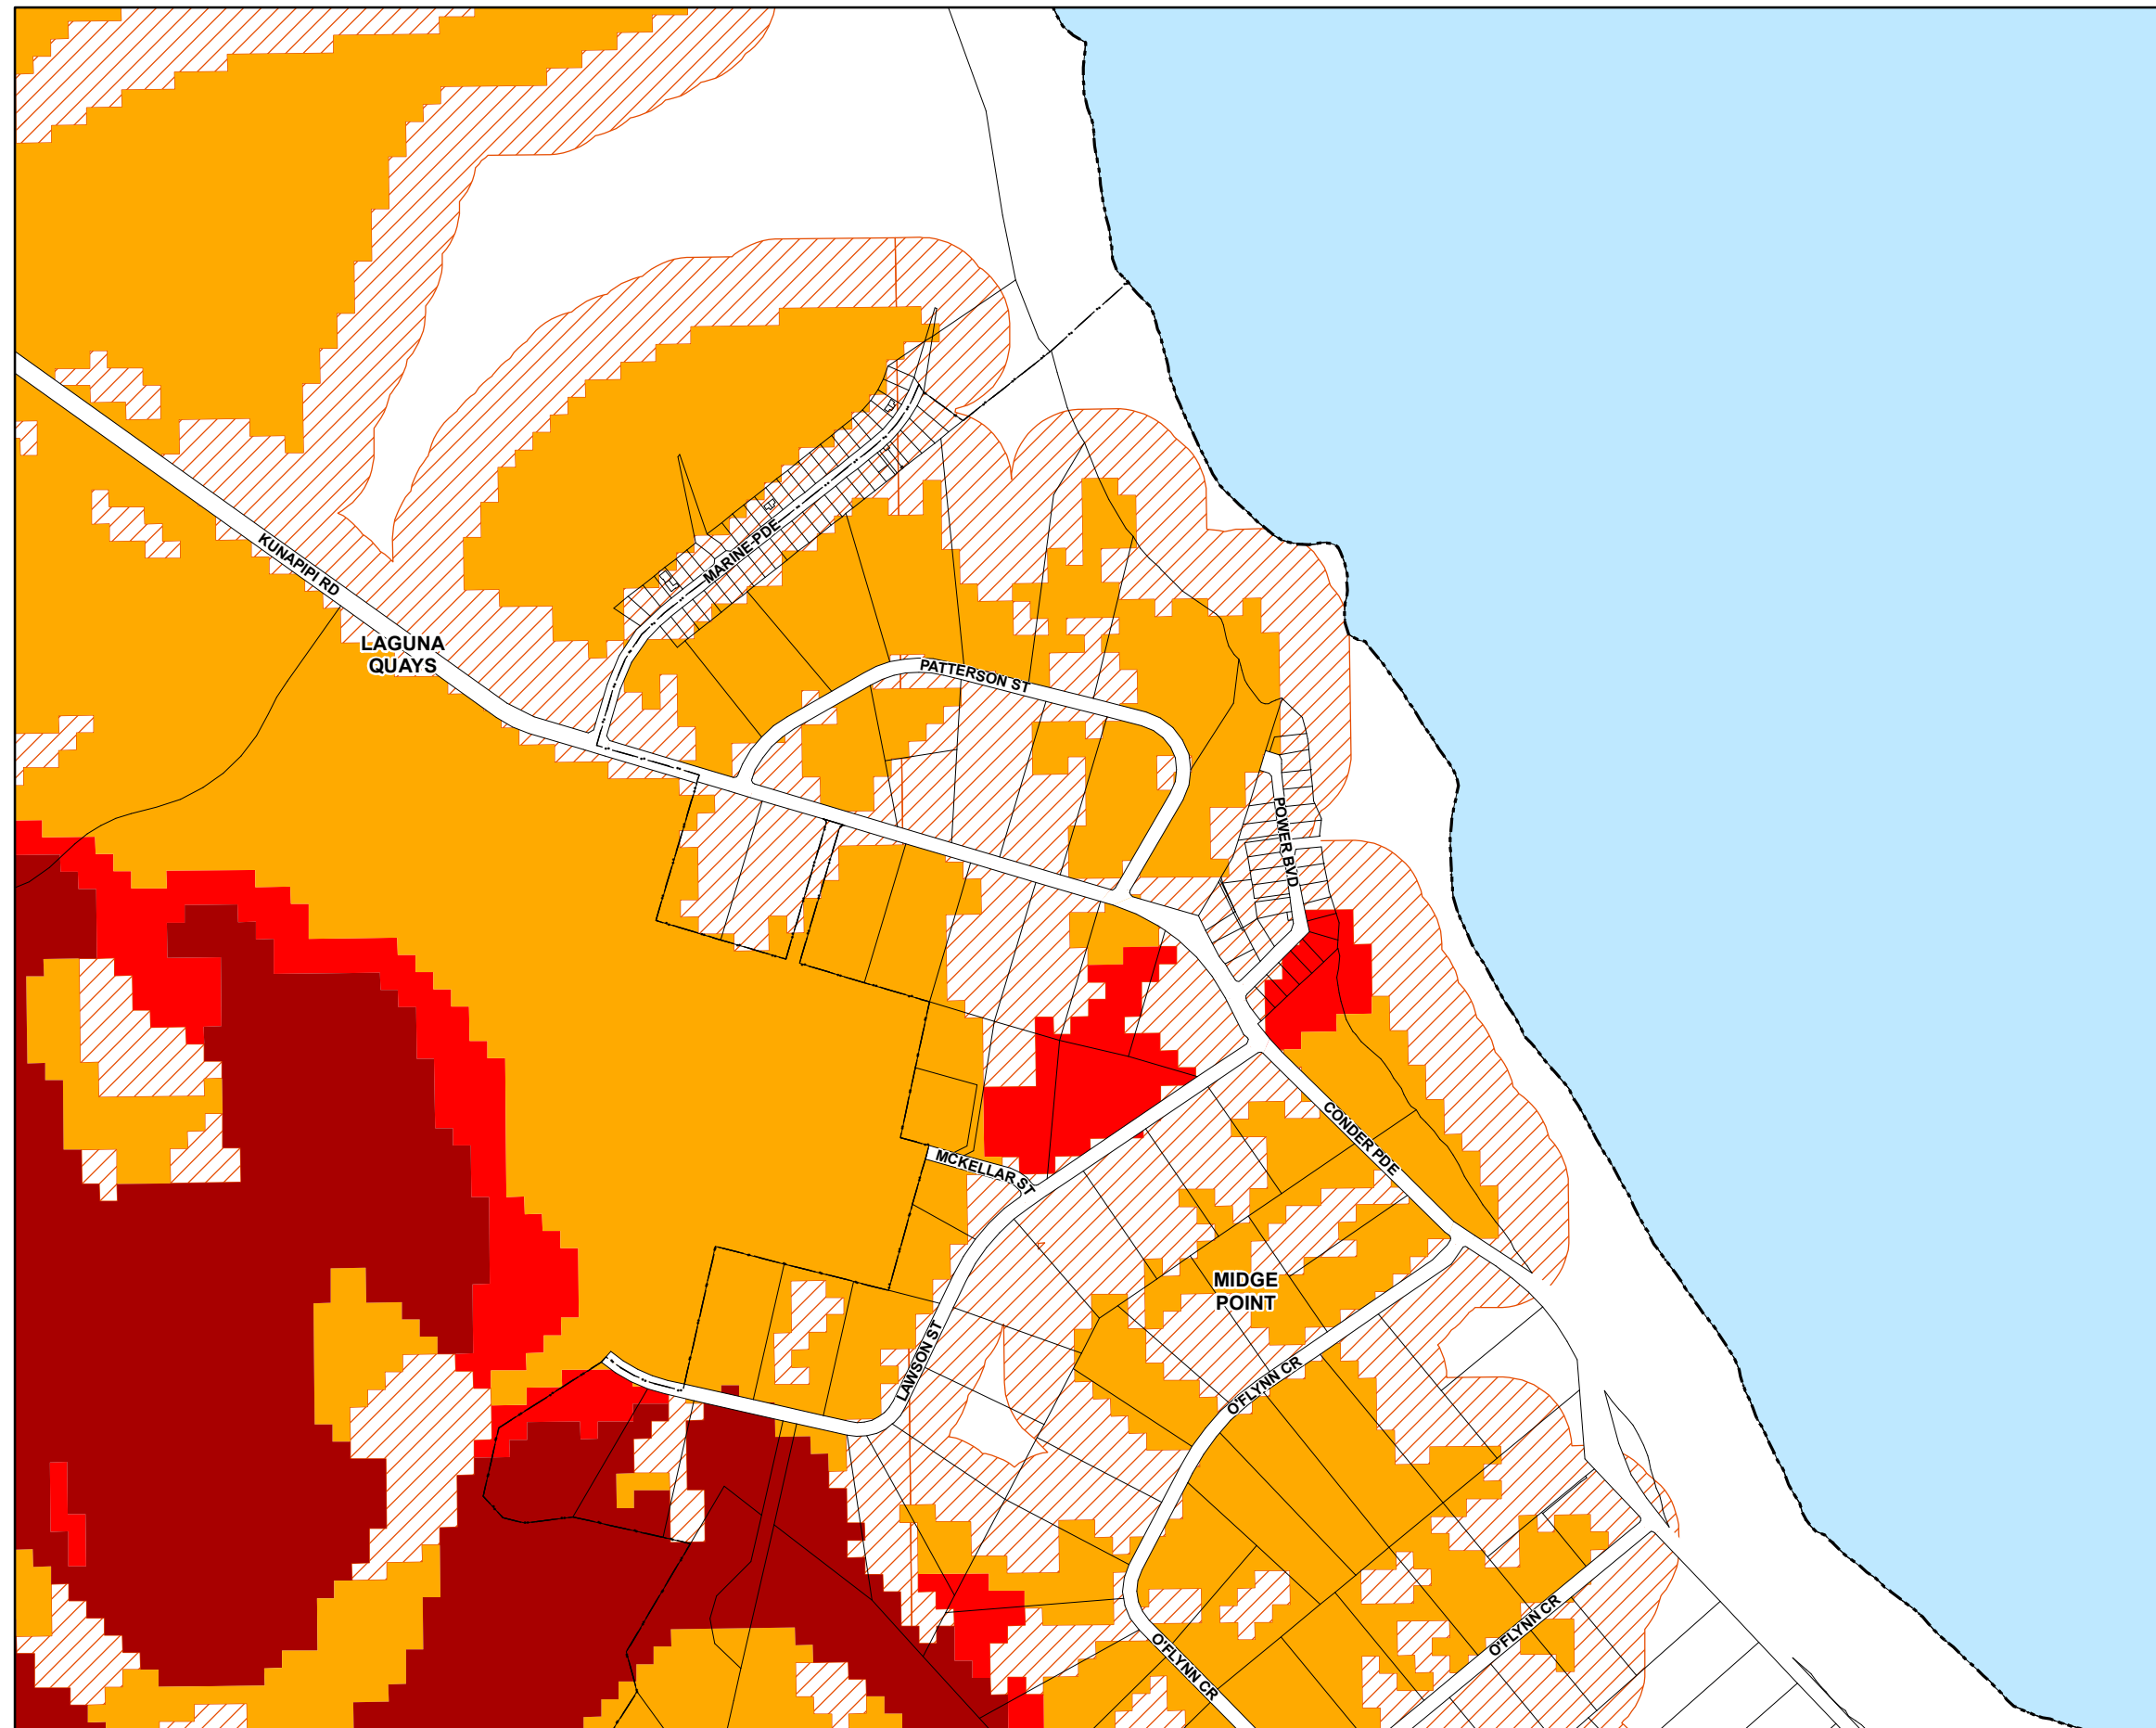 KUNAPIPI RD
LAGUNA
QUAYS
MARINE PDE
PATTERSON ST
POWER BVD
CONDER PDE
MCKELLAR ST
MIDGE
POINT
LAWSON ST
O'FLYNN CR
O'FLYNN CR
O'FLYNN CR